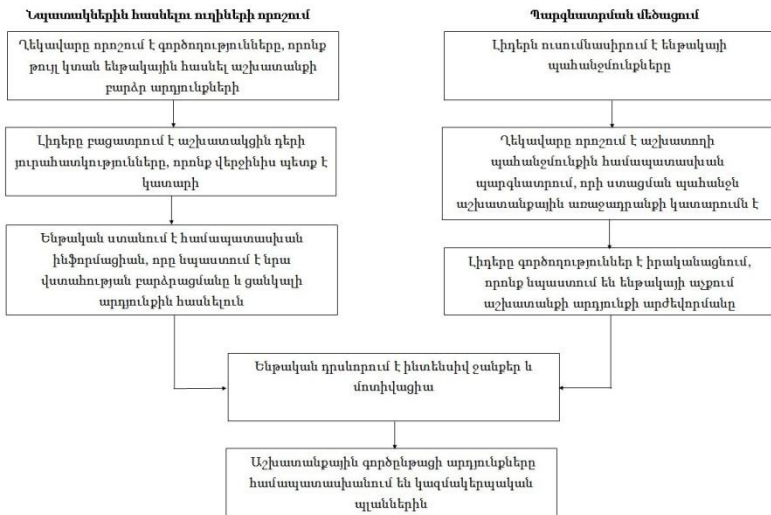 Նպատակներին հասնելու ուղիների որոշում
Ղեկավարը որոշում է գործողությունները, որոնք
թույլ կտան ենթակային հասնել աշխատանքի
բարձր արդյունքների
Լիդերը բացատրում է աշխատակցին դերի
յուրահատկությունները, որոնք վերջինիս պետք է
կատարի
Ենթական ստանում է համապատասխան
ինֆորմացիան, որը նպաստում է նրա
վստահության բարձրացմանը և ցանկալի
արդյունքին հասնելուն
Պարգևատրման մեծացում
Լիդերն ուսումնասիրում է ենթակայի
պահանջմունքները
Ղեկավարը որոշում է աշխատողի
պահանջմունքին համապատասխան
պարգևատրում, որի ստացման պահանջն
աշխատանքային առաջադրանքի կատարումն է
Լիդերը գործողություններ է իրականացնում,
որոնք նպաստում են ենթակայի աչքում
աշխատանքի արդյունքի արժեվորմանը
Ենթական դրսևորում է ինտենսիվ ջանքեր և
մոտիվացիա
Աշխատանքային գործընթացի արդյունքները
համապատասխանում են կազմակերպական
պլաններին